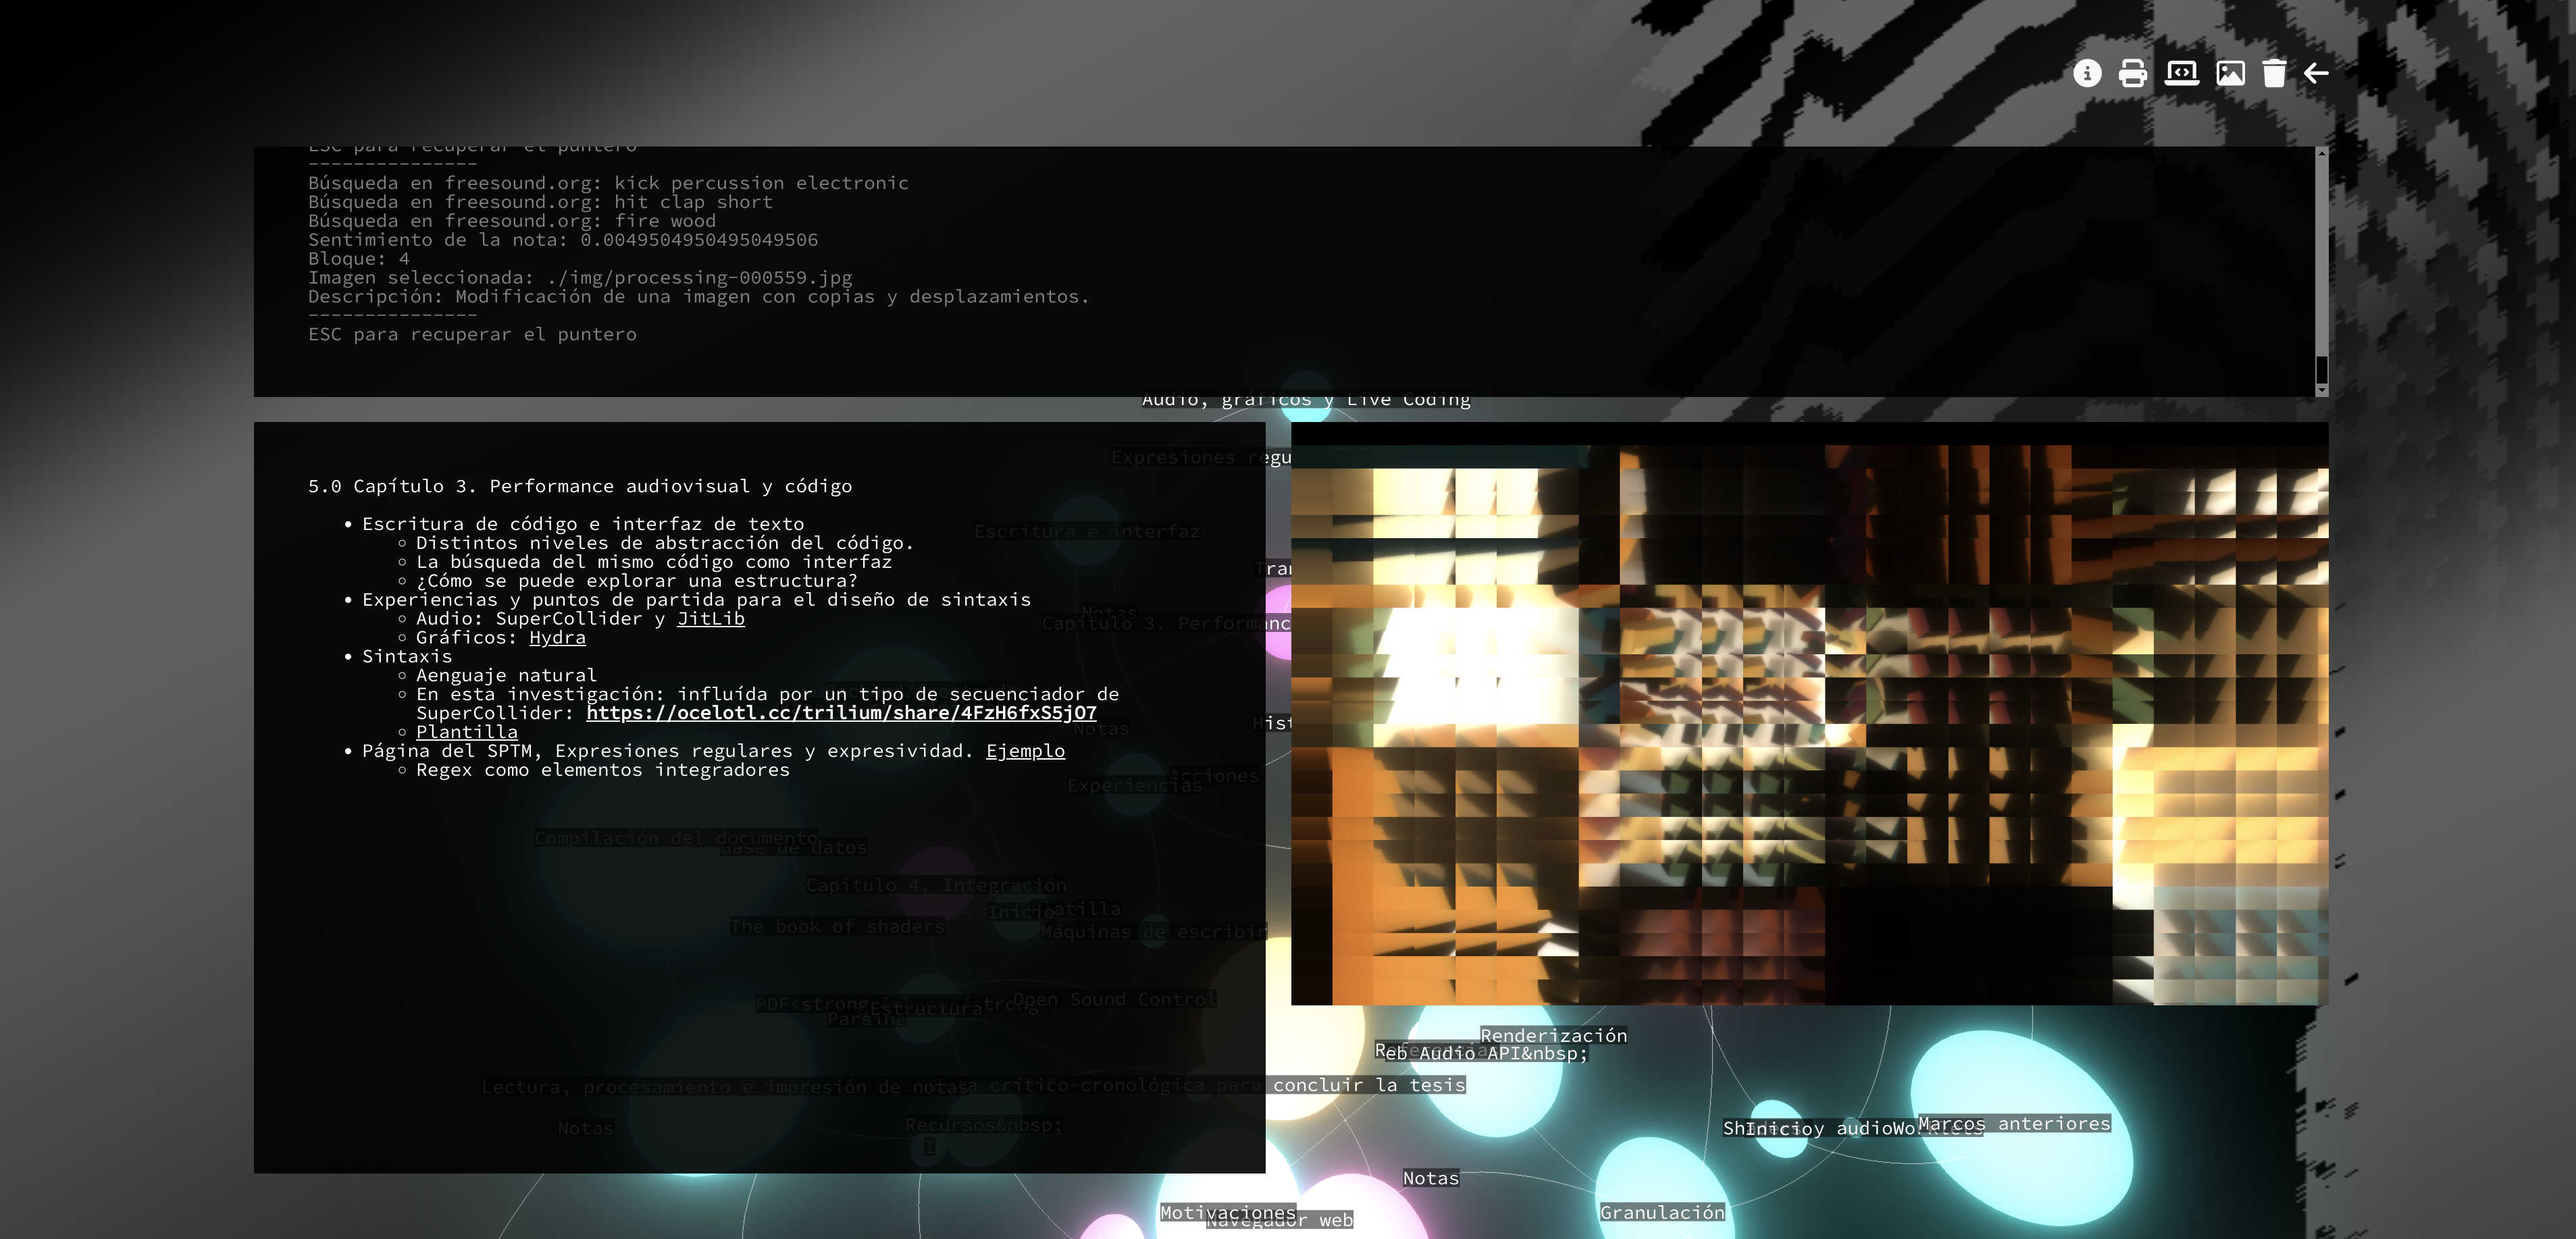 ESC para recuperar el puntero
---------------
Búsqueda en freesound.org: kick percussion electronic
Búsqueda en freesound.org: hit clap short
Búsqueda en freesound.org: fire wood
Sentimiento de la nota: 0.0049504950495049506
Bloque: 4
Imagen seleccionada: ./img/processing-000559.jpg
Descripción: Modificación de una imagen con copias y desplazamientos.
---------------
ESC para recuperar el puntero
Audio, gráficos y Live Coding
Expresiones regu
5.0 Capítulo 3. Performance audiovisual y código
• Escritura de código e interfaz de texto
◦ Distintos niveles de abstracción del código.
◦ La búsqueda del mismo código como interfaz
◦ ¿Cómo se puede explorar una estructura?
• Experiencias y puntos de partida para el diseño de sintaxis
◦ Audio: SuperCollider y JitLib
◦ Gráficos: Hydra
• Sintaxis
◦ Aenguaje natural
◦ En esta investigación: influída por un tipo de secuenciador de
SuperCollider: https://ocelotl.cc/trilium/share/4FzH6fxS5jO7
◦ Plantilla
• Página del SPTM, Expresiones regulares y expresividad. Ejemplo
◦ Regex como elementos integradores
Escritura e interfaz
Tran
Notas
Capítulo 3. Performanc
Hist
Notas
Acciones
Experiencias
Compilación del documento
Base de datos
Capítulo 4. Integración
Inicio
The book of shaders
Máquinas de escribir
PDF<strong
Estructura
Open Sound Control
Parsing
Renderización
eb Audio API&nbsp;
Lectura, procesamiento e impresión de notas
a crítico-cronológica para concluir la tesis
Notas
Recursos&nbsp;
Inicio
y audioWo
Marcos anteriores
Notas
Motivaciones
Navegador web
Granulación